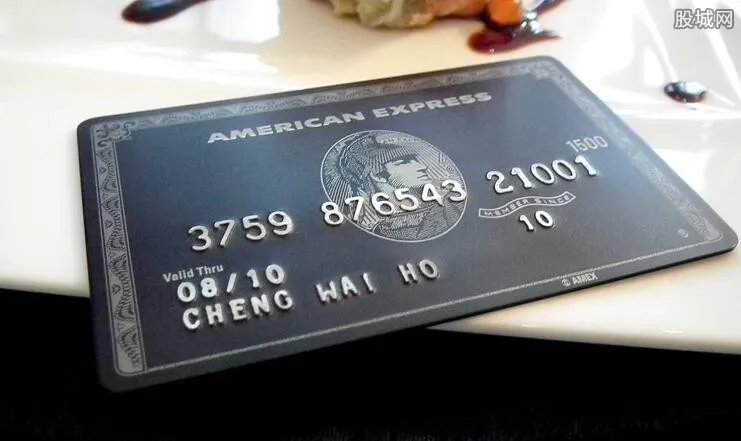 股城网
AMERICAN EXPRESS
1500
3759 876543 21001
MEMBER SINCE
10
Valid Thru
08/10
CHENG WAI HO
© AMEX